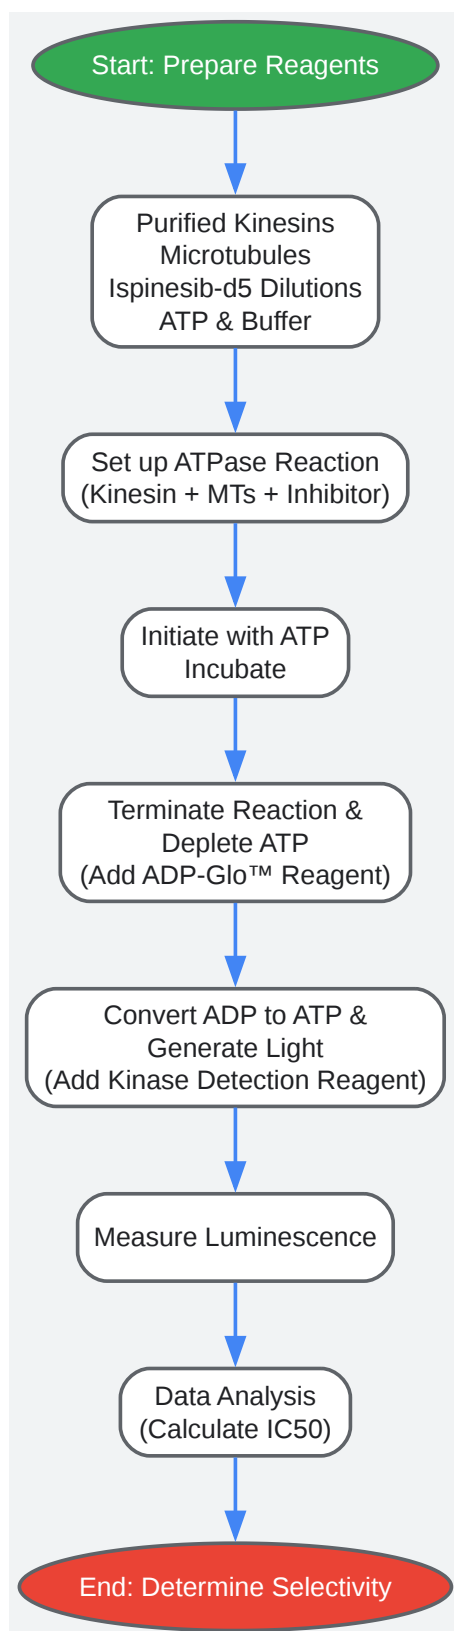 Start: Prepare Reagents
Purified Kinesins
Microtubules
Ispinesib-d5 Dilutions
ATP & Buffer
Set up ATPase Reaction
(Kinesin + MTs + Inhibitor)
Initiate with ATP
Incubate
Terminate Reaction &
Deplete ATP
(Add ADP-Glo™ Reagent)
Convert ADP to ATP &
Generate Light
(Add Kinase Detection Reagent)
Measure Luminescence
Data Analysis
(Calculate IC50)
End: Determine Selectivity